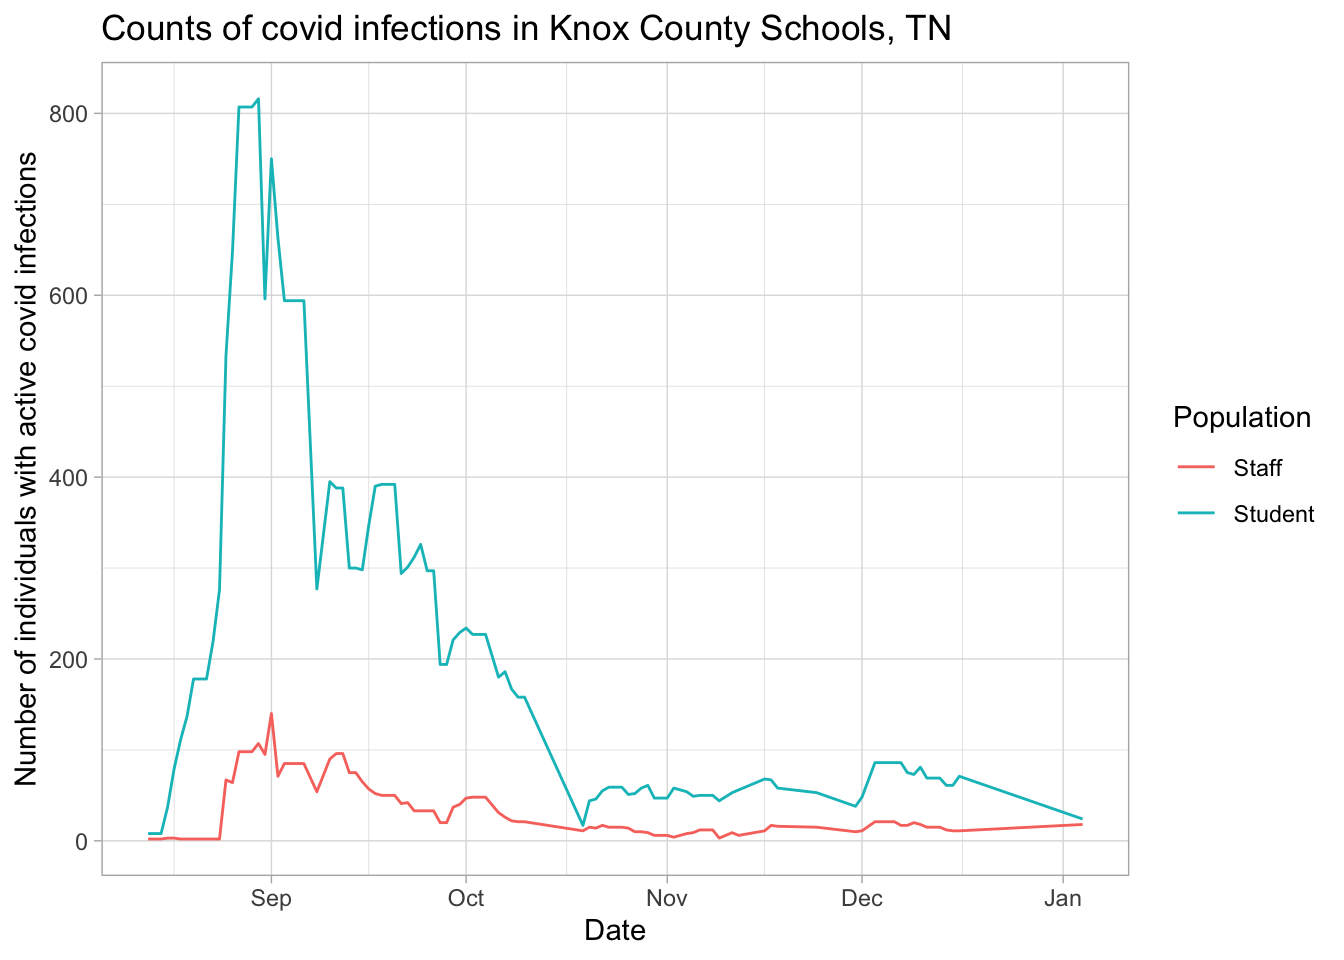 Counts of covid infections in Knox County Schools, TN
Number of individuals with active covid infections
800
600
400
200
0
Sep
Oct
Nov
Dec
Jan
Date
Population
Staff
Student